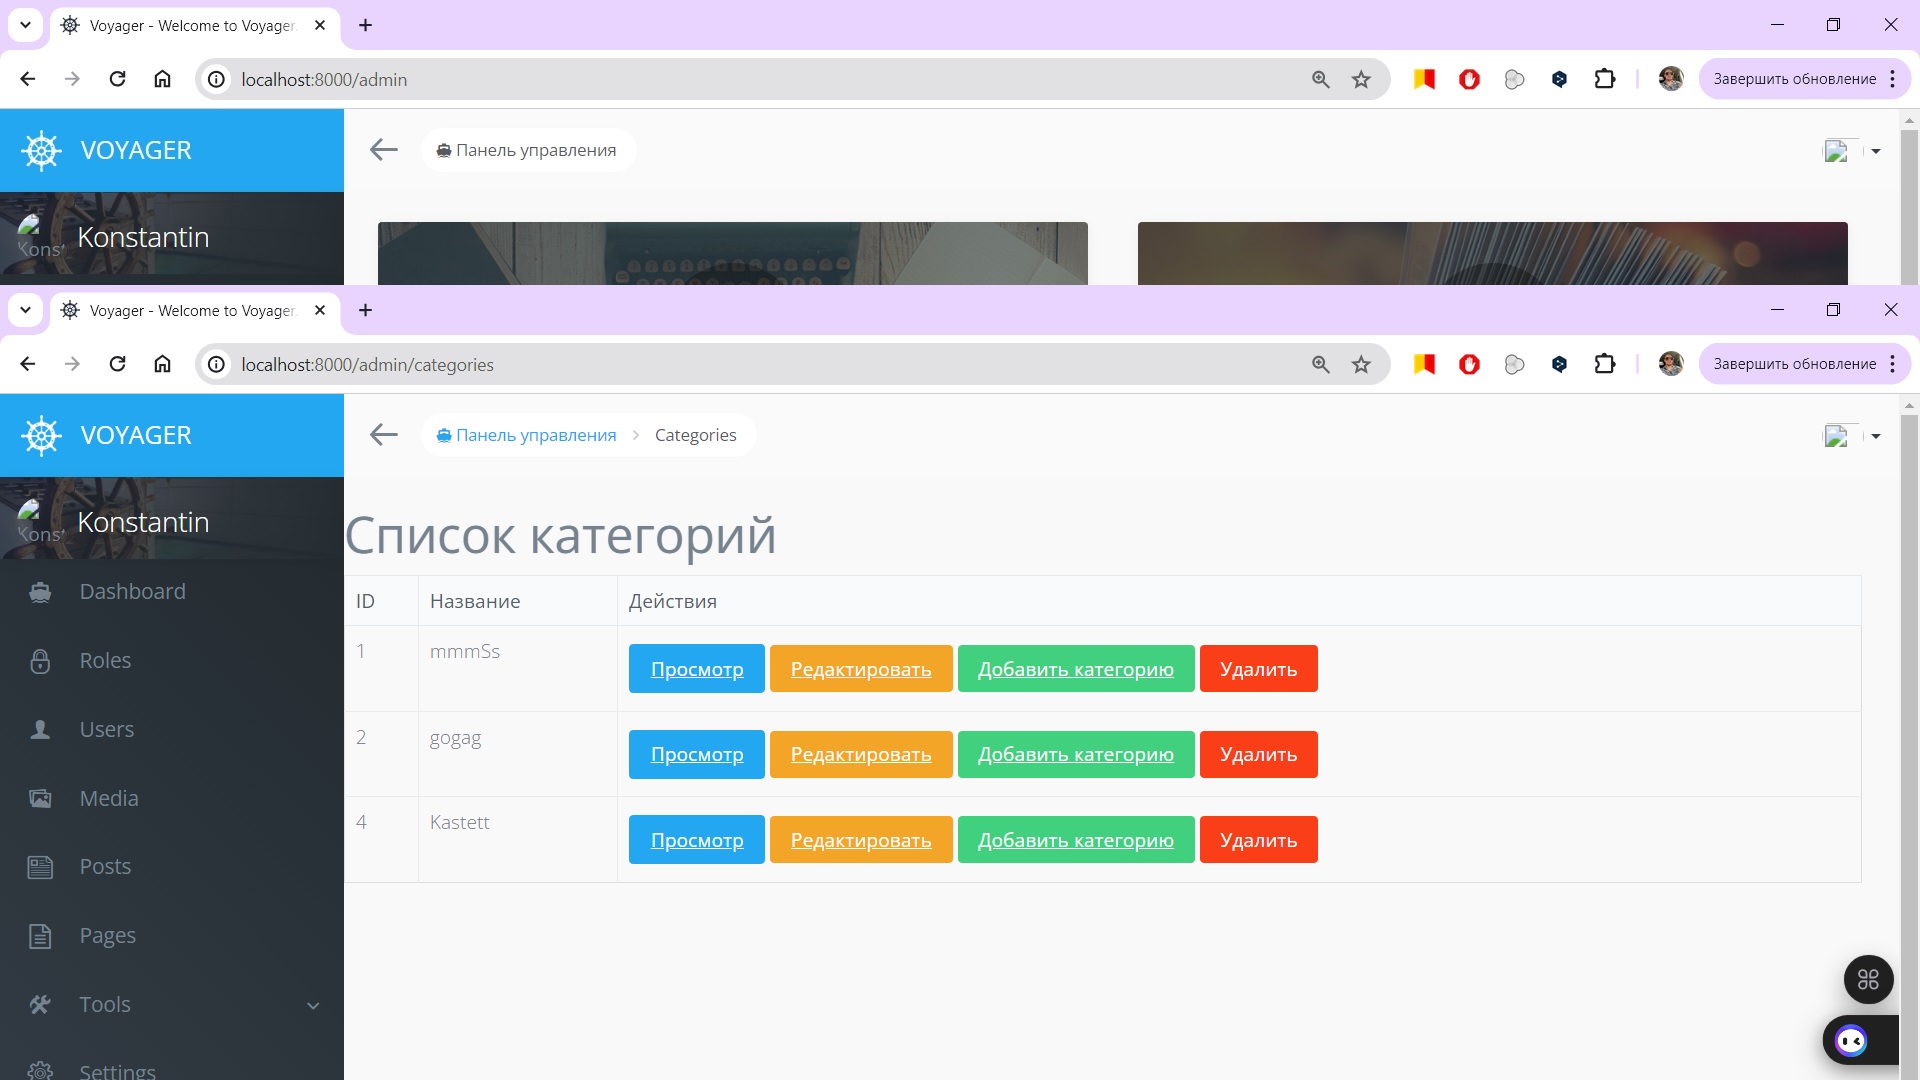 Voyager - Welcome to Voyager.
localhost:8000/admin
Завершить обновление
VOYAGER
Панель управления
Konstantin
Kons
Voyager - Welcome to Voyager.
localhost:8000/admin/categories
Завершить обновление
VOYAGER
Панель управления
Categories
Konstantin
Kons
Список категорий
Dashboard
ID Название Действия
Roles
1 mmmSs Просмотр Редактировать Добавить категорию Удалить
Users
2 gogag Просмотр Редактировать Добавить категорию Удалить
Media
4 Kastett Просмотр Редактировать Добавить категорию Удалить
Posts
Pages
Tools
Settings